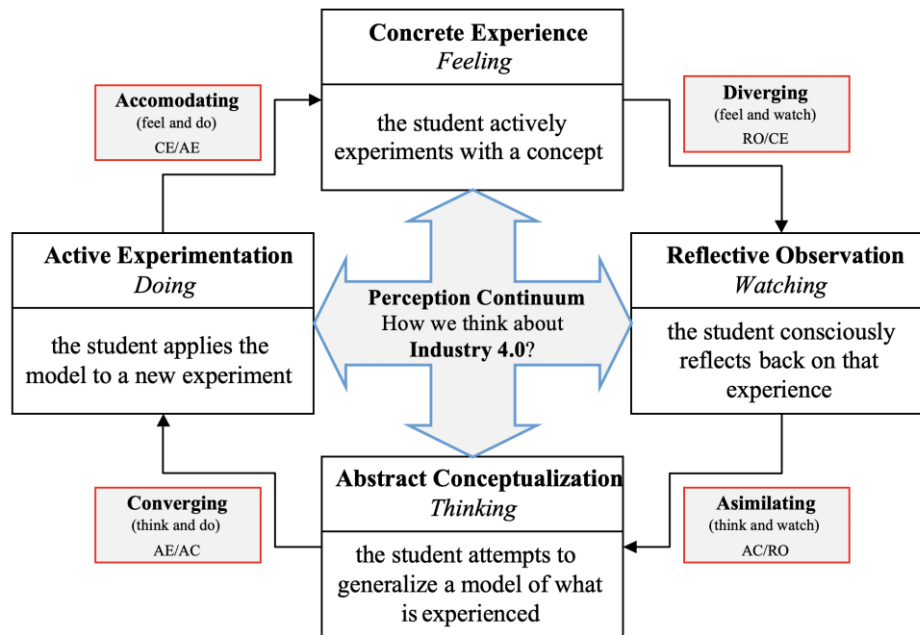 Concrete Experience
Feeling
the student actively
experiments with a concept
Accomodating
(feel and do)
CE/AE
Diverging
(feel and watch)
RO/CE
Active Experimentation
Doing
the student applies the
model to a new experiment
Perception Continuum
How we think about
Industry 4.0?
Reflective Observation
Watching
the student consciously
reflects back on that
experience
Converging
(think and do)
AE/AC
Abstract Conceptualization
Thinking
the student attempts to
generalize a model of what
is experienced
Asimilating
(think and watch)
AC/RO